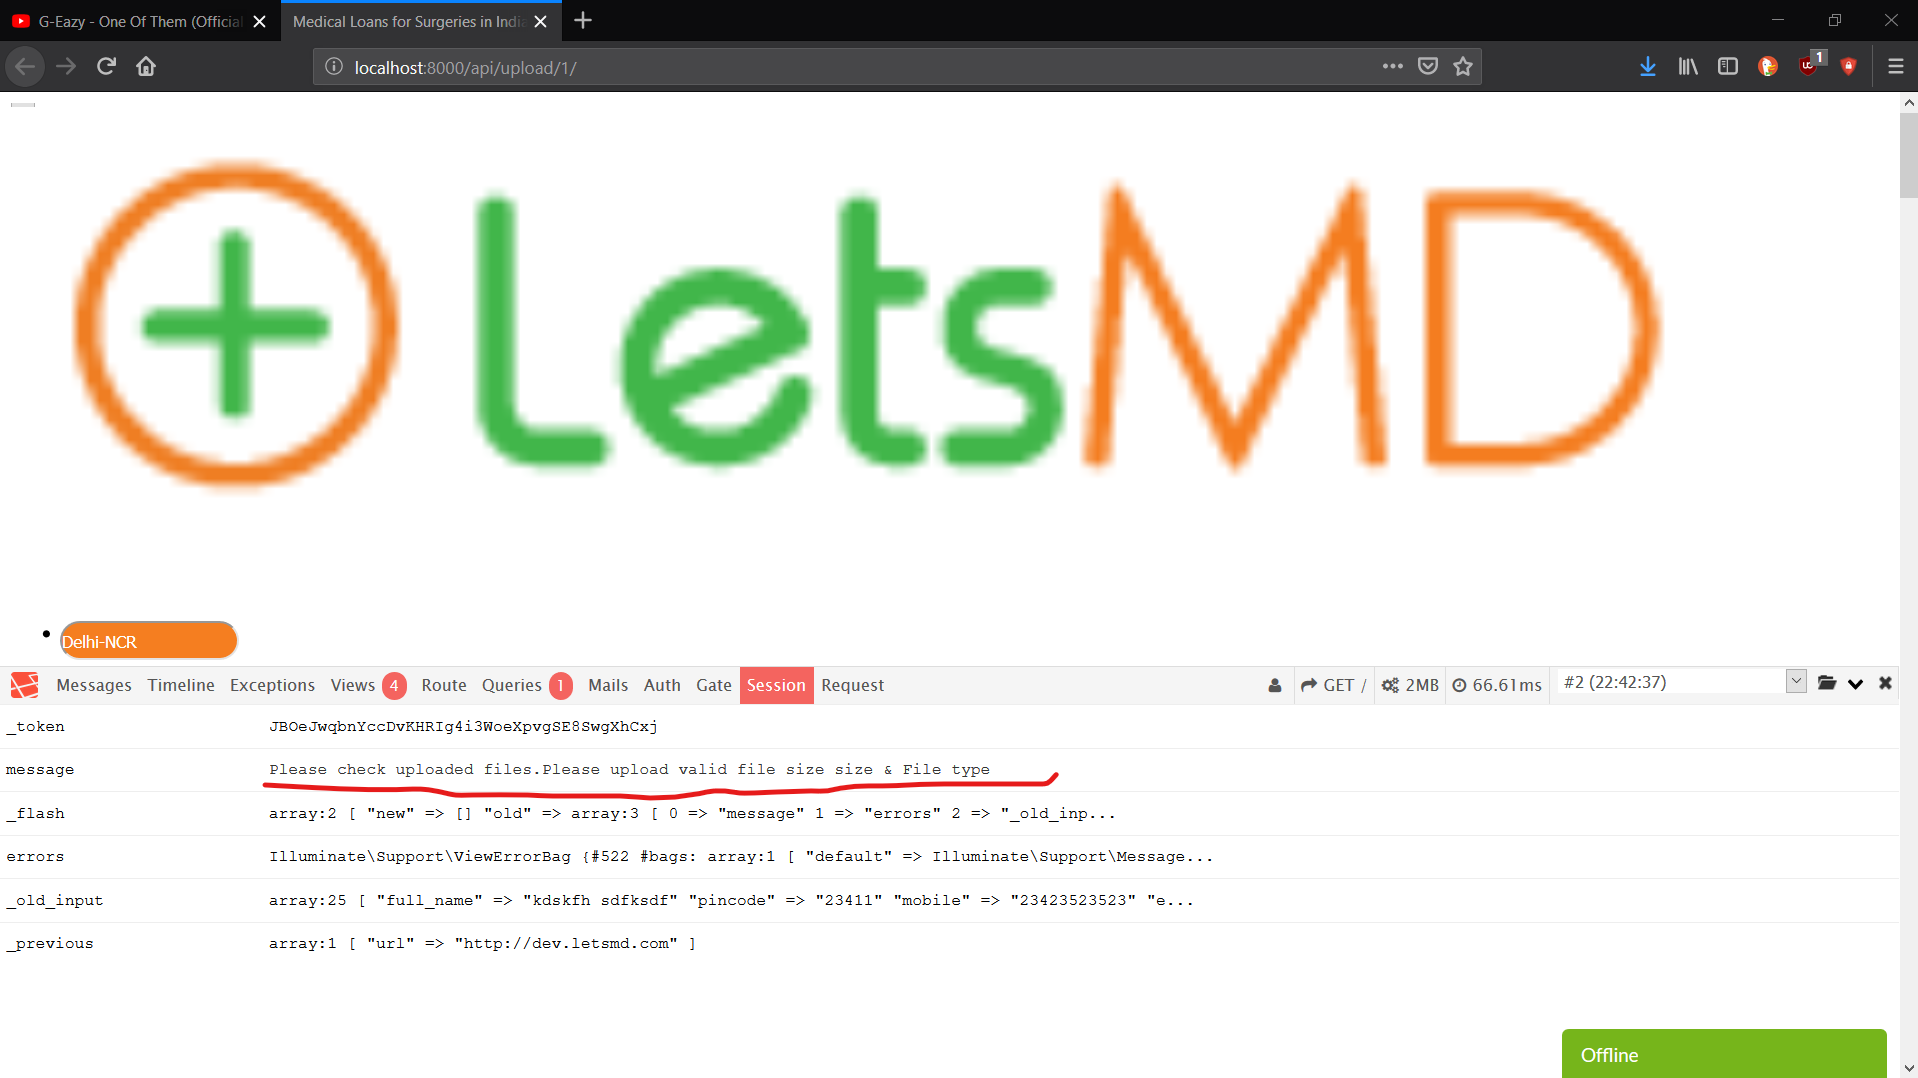 G-Eazy - One Of Them (Official
Medical Loans for Surgeries in India
localhost:8000/api/upload/1/
1
LetsMD
Delhi-NCR
Messages Timeline Exceptions Views 4 Route Queries 1 Mails Auth Gate Session Request GET / 2MB 66.61ms #2 (22:42:37)
_token JBOeJwqbnYccDvKHRIg4i3WoeXpvgSE8SwgXhCxj
message Please check uploaded files.Please upload valid file size size & File type
_flash array:2 [ "new" => [] "old" => array:3 [ 0 => "message" 1 => "errors" 2 => "_old_inp...
errors Illuminate\Support\ViewErrorBag {#522 #bags: array:1 [ "default" => Illuminate\Support\Message...
_old_input array:25 [ "full_name" => "kdskfh sdfksdf" "pincode" => "23411" "mobile" => "23423523523" "e...
_previous array:1 [ "url" => "http://dev.letsmd.com" ]
Offline